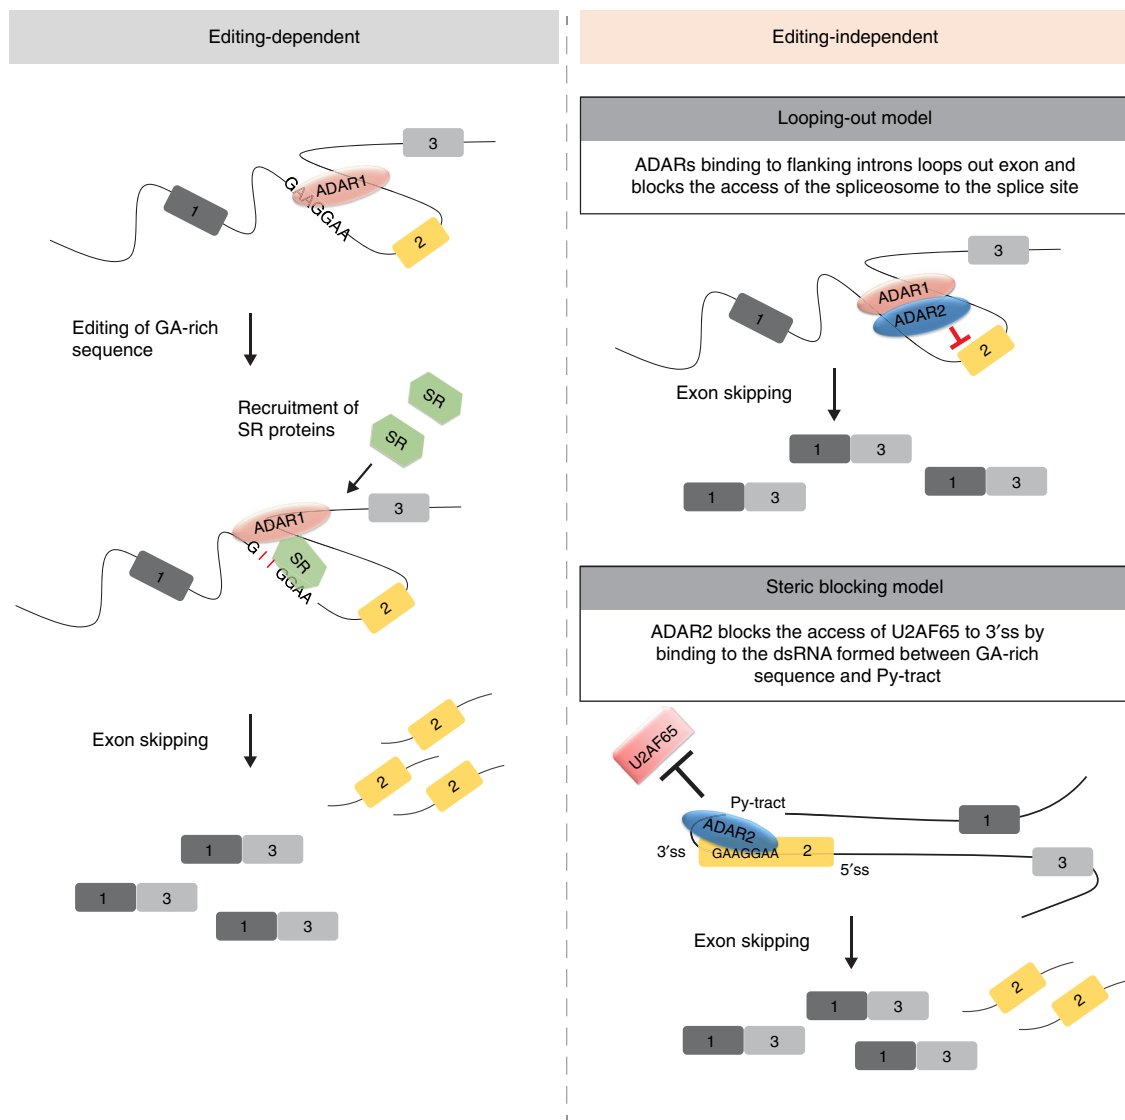 Editing-dependent
3
ADAR1
GAAGGAA
1
2
Editing of GA-rich
sequence
Recruitment of
SR proteins
SR
SR
ADAR1
3
G I I GGAA
SR
1
2
Exon skipping
2
2
2
1 3
1 3
1 3
Editing-independent
Looping-out model
ADARs binding to flanking introns loops out exon and
blocks the access of the spliceosome to the splice site
3
ADAR1
ADAR2
1
2
Exon skipping
1 3
1 3
1 3
Steric blocking model
ADAR2 blocks the access of U2AF65 to 3′ss by
binding to the dsRNA formed between GA-rich
sequence and Py-tract
U2AF65
Py-tract
1
ADAR2
3′ss
GAAGGAA 2
5′ss
3
Exon skipping
2
2
1 3
1 3
1 3